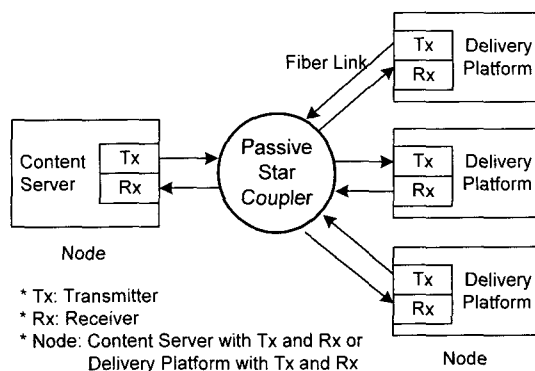 Fiber Link
Tx
Rx
Delivery
Platform
Content
Server
Tx
Rx
Node
Passive
Star
Coupler
Tx
Rx
Delivery
Platform
Tx
Rx
Delivery
Platform
Node
* Tx: Transmitter
* Rx: Receiver
* Node: Content Server with Tx and Rx or
Delivery Platform with Tx and Rx